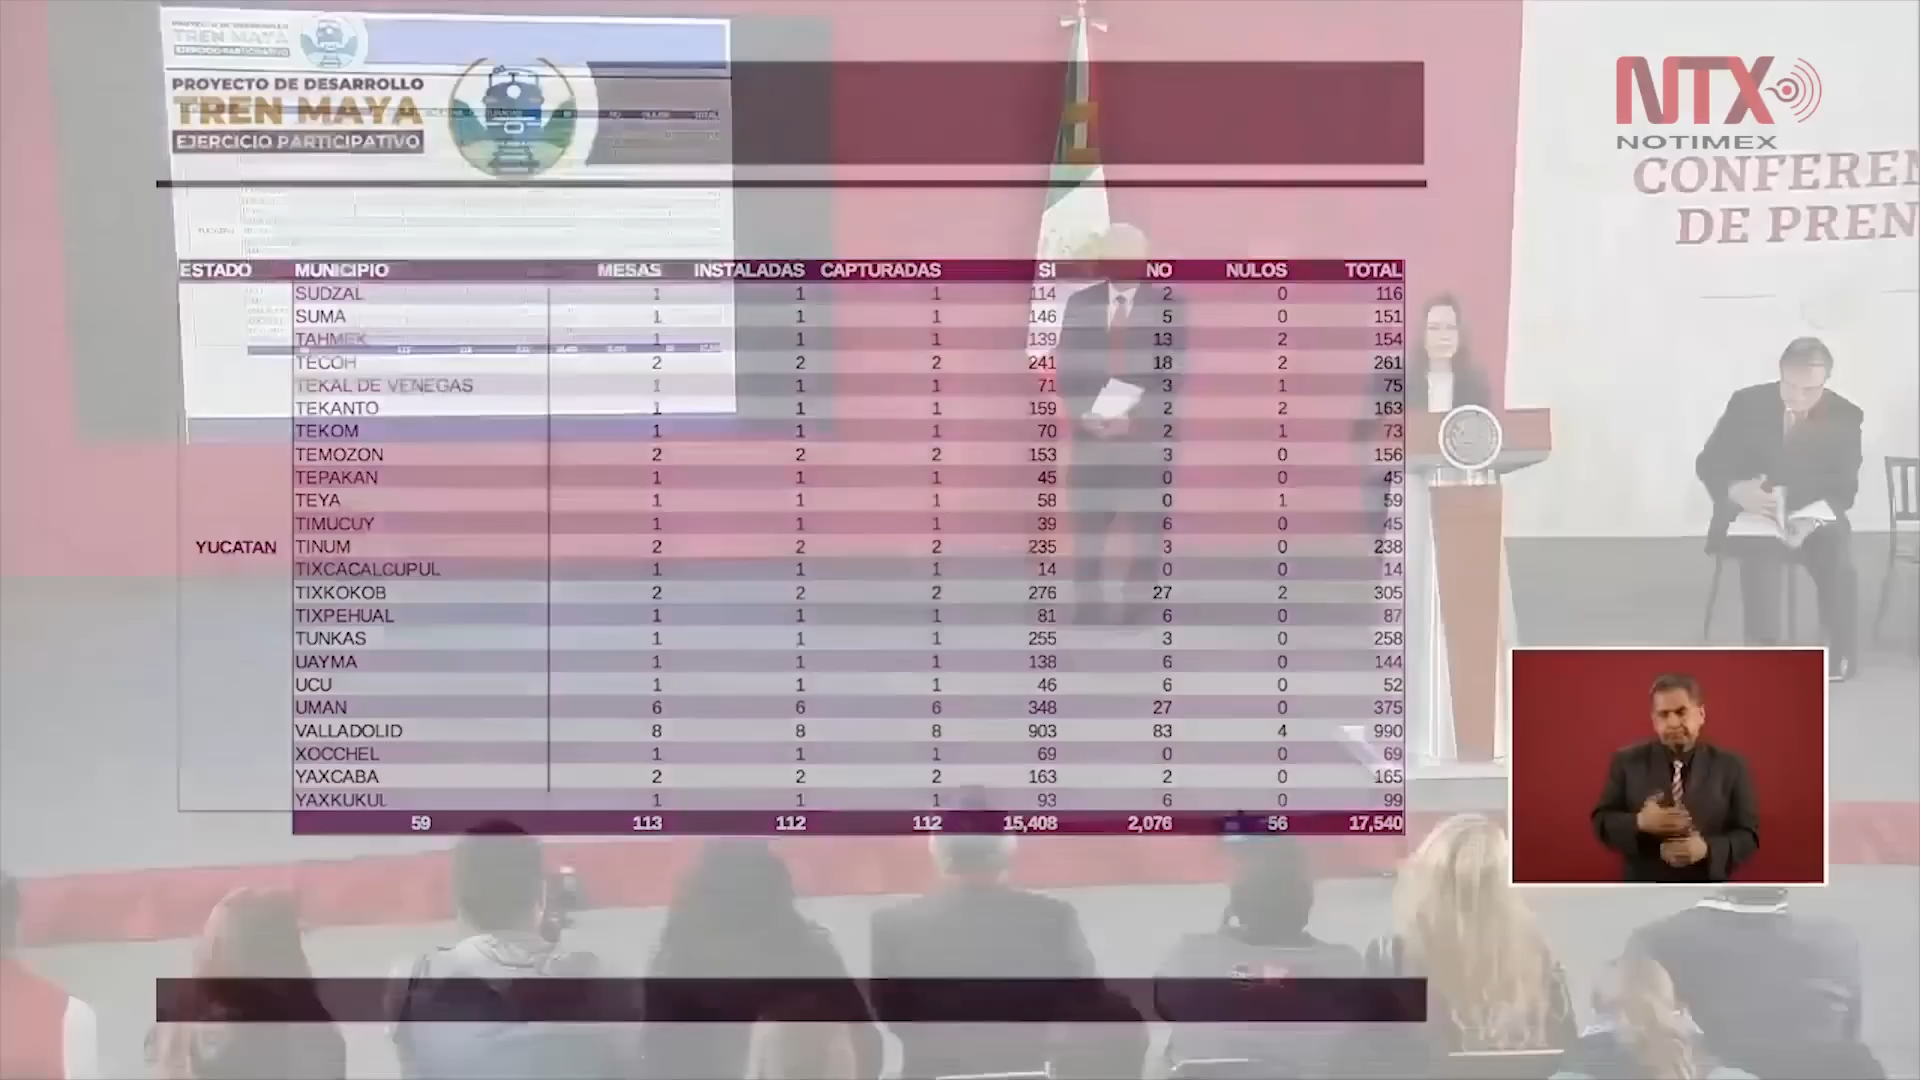 PROYECTO DE DESARROLLO
TREN MAYA
EJERCICIO PARTICIPATIVO
PROYECTO DE DESARROLLO
TREN MAYA
EJERCICIO PARTICIPATIVO
NTX
NOTIMEX
CONFEREN
DE PREN
ESTADO MUNICIPIO MESAS INSTALADAS CAPTURADAS SI NO NULOS TOTAL
SUDZAL 1 1 1 114 2 0 116
SUMA 1 1 1 146 5 0 151
TAHMEK 1 1 1 139 13 2 154
TECOH 2 2 2 241 18 2 261
TEKAL DE VENEGAS 1 1 1 71 3 1 75
TEKANTO 1 1 1 159 2 2 163
TEKOM 1 1 1 70 2 1 73
TEMOZON 2 2 2 153 3 0 156
TEPAKAN 1 1 1 45 0 0 45
TEYA 1 1 1 58 0 1 59
TIMUCUY 1 1 1 39 6 0 45
YUCATAN TINUM 2 2 2 235 3 0 238
TIXCACALCUPUL 1 1 1 14 0 0 14
TIXKOKOB 2 2 2 276 27 2 305
TIXPEHUAL 1 1 1 81 6 0 87
TUNKAS 1 1 1 255 3 0 258
UAYMA 1 1 1 138 6 0 144
UCU 1 1 1 46 6 0 52
UMAN 6 6 6 348 27 0 375
VALLADOLID 8 8 8 903 83 4 990
XOCCHEL 1 1 1 69 0 0 69
YAXCABA 2 2 2 163 2 0 165
YAXKUKUL 1 1 1 93 6 0 99
59 113 112 112 15,408 2,076 56 17,540